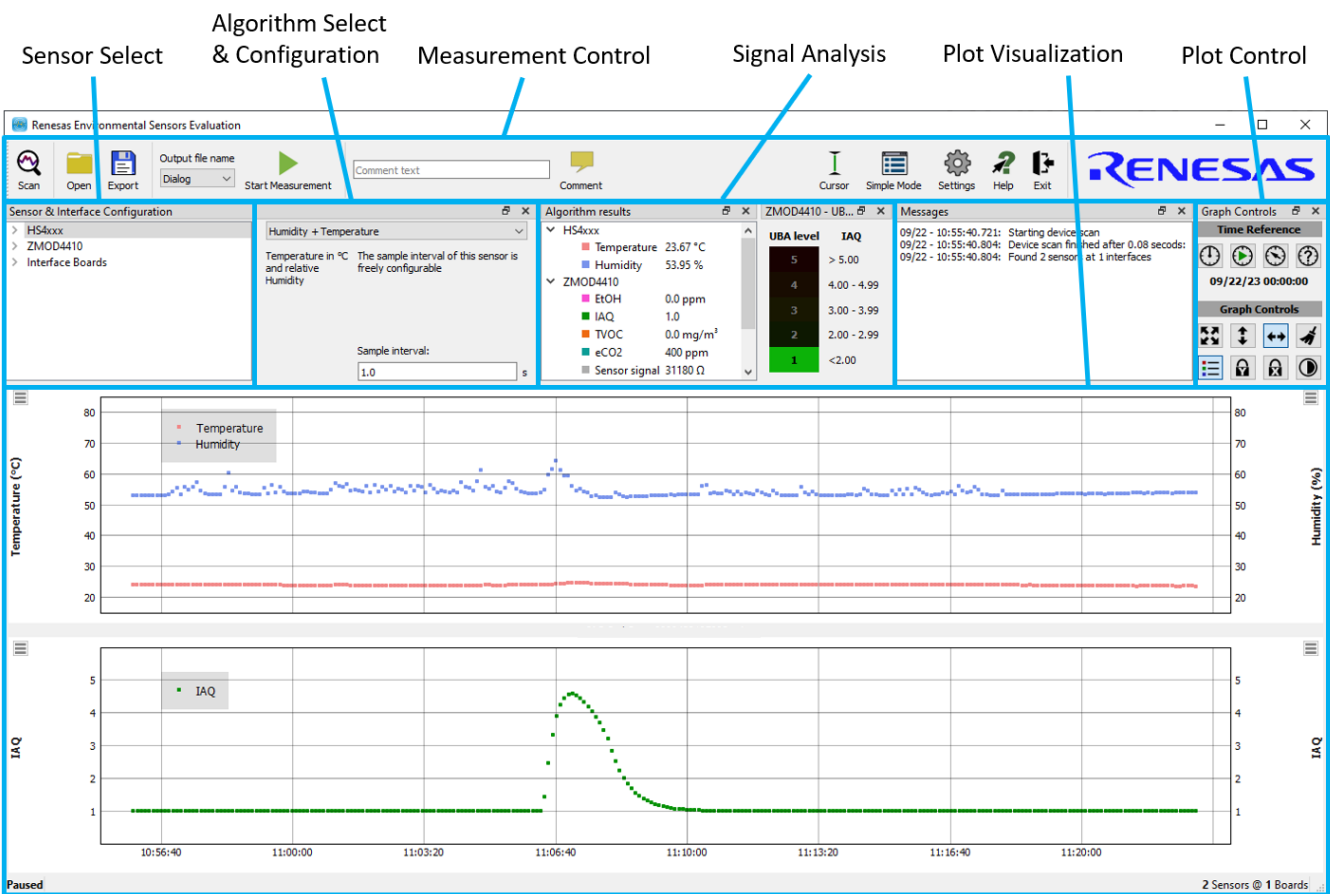 Sensor Select
Algorithm Select
& Configuration
Measurement Control
Signal Analysis
Plot Visualization
Plot Control
Renesas Environmental Sensors Evaluation
Scan
Open
Export
Output file name
Dialog
Start Measurement
Comment text
Comment
Cursor
Simple Mode
Settings
Help
Exit
RENESAS
Sensor & Interface Configuration
HS4xxx
ZMOD4410
Interface Boards
Humidity + Temperature
Temperature in °C
and relative
Humidity
The sample interval of this sensor is
freely configurable
Sample interval:
1.0 s
Algorithm results
HS4xxx
Temperature 23.67 °C
Humidity 53.95 %
ZMOD4410
EtOH 0.0 ppm
IAQ 1.0
TVOC 0.0 mg/m³
eCO2 400 ppm
Sensor signal 31180 Ω
ZMOD4410 - UB...
UBA level IAQ
5 > 5.00
4 4.00 - 4.99
3 3.00 - 3.99
2 2.00 - 2.99
1 <2.00
Messages
09/22 - 10:55:40.721: Starting device scan
09/22 - 10:55:40.804: Device scan finished after 0.08 secods:
09/22 - 10:55:40.804: Found 2 sensors at 1 interfaces
Graph Controls
Time Reference
09/22/23 00:00:00
Graph Controls
Y
X
Temperature (°C)
80
70
60
50
40
30
20
Temperature
Humidity
80
70
60
50
40
30
20
Humidity (%)
IAQ
5
4
3
2
1
IAQ
5
4
3
2
1
IAQ
10:56:40 11:00:00 11:03:20 11:06:40 11:10:00 11:13:20 11:16:40 11:20:00
Paused
2 Sensors @ 1 Boards